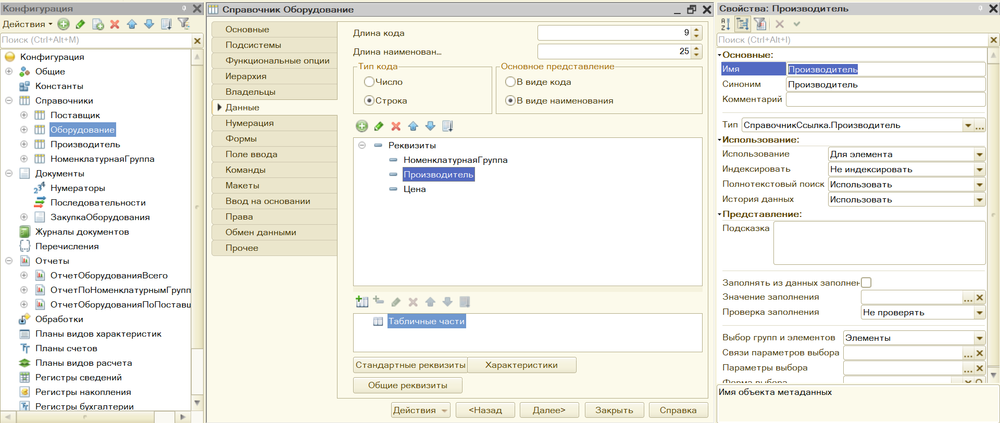 Конфигурация
Действия
Поиск (Ctrl+Alt+M)
Конфигурация
Общие
Константы
Справочники
Поставщик
Оборудование
Производитель
НоменклатурнаяГруппа
Документы
Нумераторы
Последовательности
ЗакупкаОборудования
Журналы документов
Перечисления
Отчеты
ОтчетОборудованияВсего
ОтчетПоНоменклатурнымГрупп
ОтчетОборудованияПоПостави
Обработки
Планы видов характеристик
Планы счетов
Планы видов расчета
Регистры сведений
Регистры накопления
Регистры бухгалтерии
Справочник Оборудование
Основные
Подсистемы
Функциональные опции
Иерархия
Владельцы
Данные
Нумерация
Формы
Поле ввода
Команды
Макеты
Ввод на основании
Права
Обмен данными
Прочее
Длина кода 9
Длина наименован... 25
Тип кода
Число
Строка
Основное представление
В виде кода
В виде наименования
Реквизиты
НоменклатурнаяГруппа
Производитель
Цена
Табличные части
Стандартные реквизиты
Характеристики
Общие реквизиты
Действия
<Назад
Далее>
Закрыть
Справка
Свойства: Производитель
Поиск (Ctrl+Alt+I)
Основные:
Имя Производитель
Синоним Производитель
Комментарий
Тип СправочникСсылка.Производитель ...
Использование:
Использование Для элемента
Индексировать Не индексировать
Полнотекстовый поиск Использовать
История данных Использовать
Представление:
Подсказка
Заполнять из данных заполнен
Значение заполнения ...
Проверка заполнения Не проверять
Выбор групп и элементов Элементы
Связи параметров выбора ...
Параметры выбора ...
Форма выбора
Имя объекта метаданных